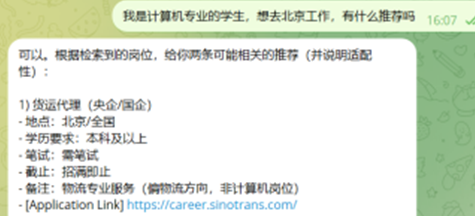 我是计算机专业的学生，想去北京工作，有什么推荐吗
16:07
可以。根据检索到的岗位，给你两条可能相关的推荐（并说明适配
性）：
1) 货运代理（央企/国企）
- 地点：北京/全国
- 学历要求：本科及以上
- 笔试：需笔试
- 截止：招满即止
- 备注：物流专业服务（偏物流方向，非计算机岗位）
- [Application Link] https://career.sinotrans.com/